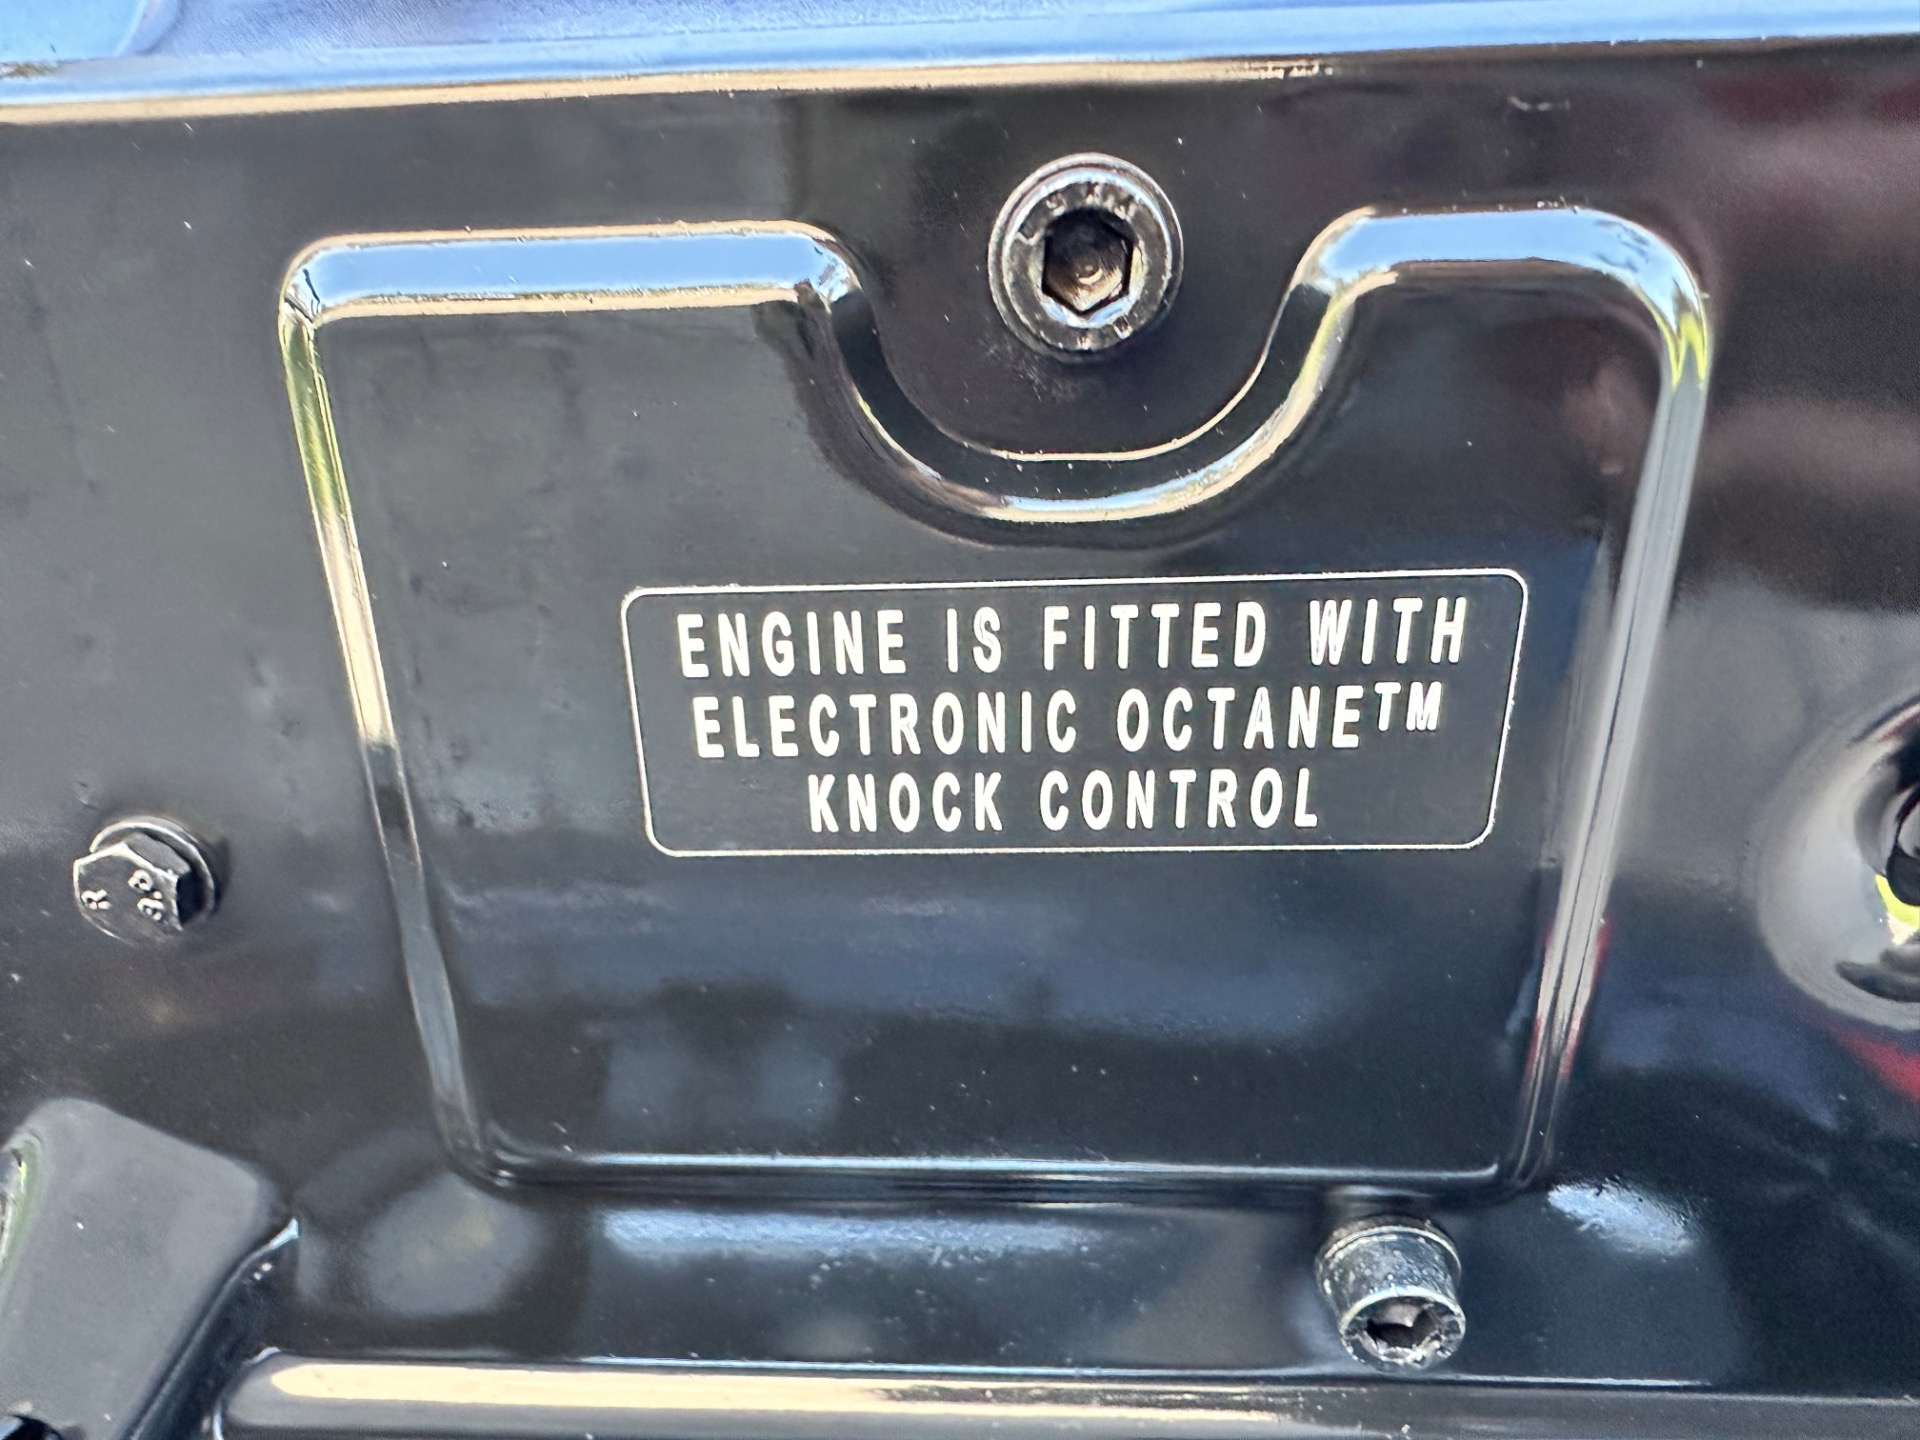 ENGINE IS FITTED WITH
ELECTRONIC OCTANE™
KNOCK CONTROL
R